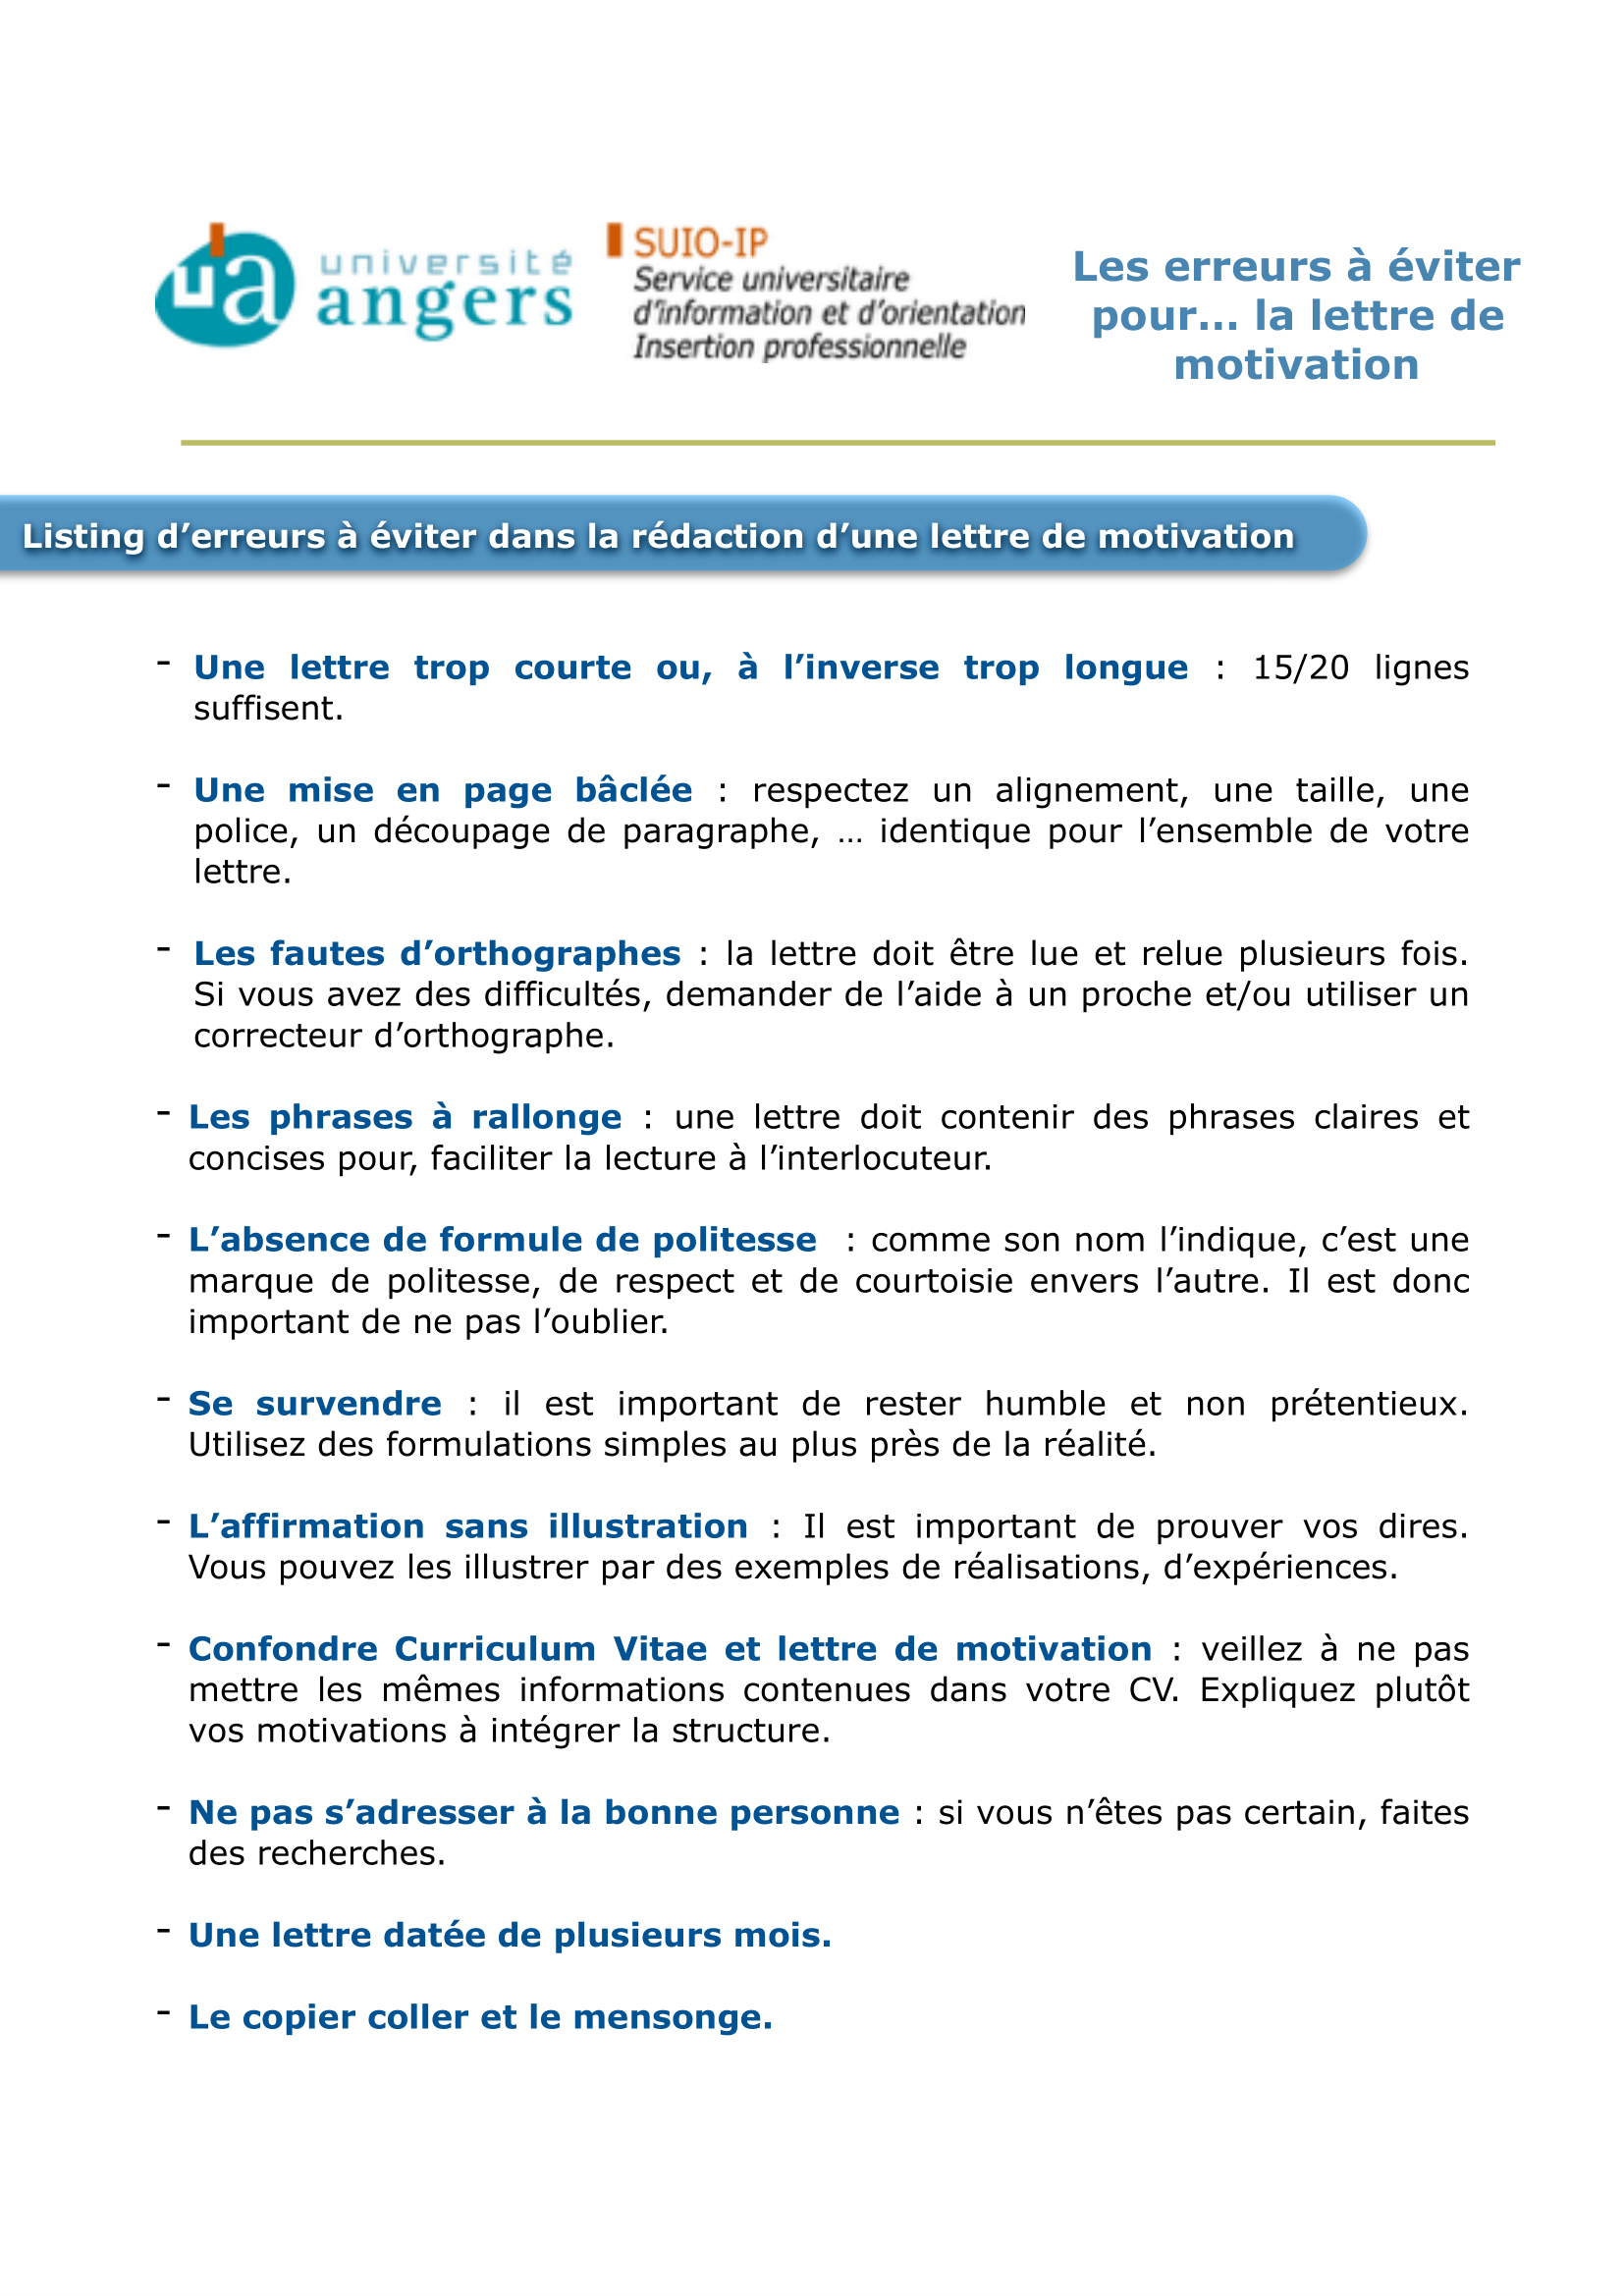 université
angers
SUIO-IP
Service universitaire
d'information et d'orientation
Insertion professionnelle
Les erreurs à éviter
pour... la lettre de
motivation
Listing d'erreurs à éviter dans la rédaction d'une lettre de motivation
- Une lettre trop courte ou, à l'inverse trop longue : 15/20 lignes
suffisent.
- Une mise en page bâclée : respectez un alignement, une taille, une
police, un découpage de paragraphe, … identique pour l'ensemble de votre
lettre.
- Les fautes d'orthographes : la lettre doit être lue et relue plusieurs fois.
Si vous avez des difficultés, demander de l'aide à un proche et/ou utiliser un
correcteur d'orthographe.
- Les phrases à rallonge : une lettre doit contenir des phrases claires et
concises pour, faciliter la lecture à l'interlocuteur.
- L'absence de formule de politesse : comme son nom l'indique, c'est une
marque de politesse, de respect et de courtoisie envers l'autre. Il est donc
important de ne pas l'oublier.
- Se survendre : il est important de rester humble et non prétentieux.
Utilisez des formulations simples au plus près de la réalité.
- L'affirmation sans illustration : Il est important de prouver vos dires.
Vous pouvez les illustrer par des exemples de réalisations, d'expériences.
- Confondre Curriculum Vitae et lettre de motivation : veillez à ne pas
mettre les mêmes informations contenues dans votre CV. Expliquez plutôt
vos motivations à intégrer la structure.
- Ne pas s'adresser à la bonne personne : si vous n'êtes pas certain, faites
des recherches.
- Une lettre datée de plusieurs mois.
- Le copier coller et le mensonge.